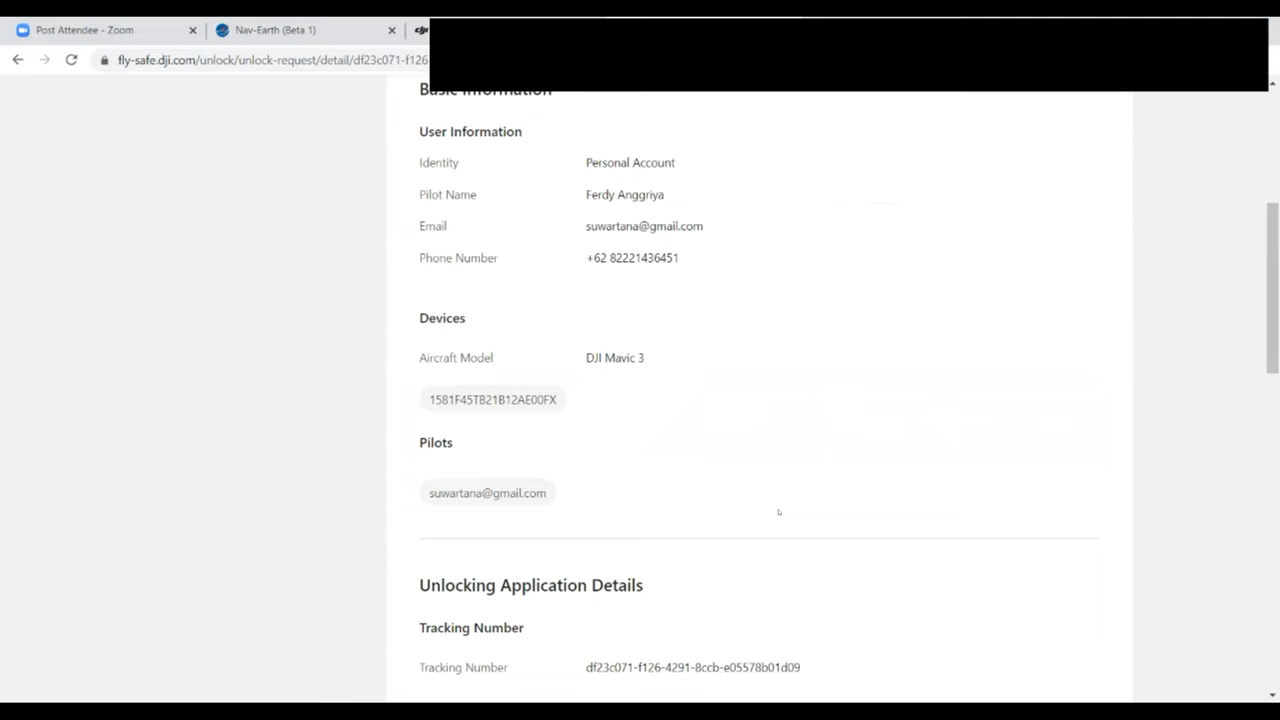 Post Attendee - Zoom
Nav-Earth (Beta 1)
dji
fly-safe.dji.com/unlock/unlock-request/detail/df23c071-f126-
Basic Information
User Information
Identity Personal Account
Pilot Name Ferdy Anggriya
Email suwartana@gmail.com
Phone Number +62 82221436451
Devices
Aircraft Model DJI Mavic 3
1581F45TB21B12AE00FX
Pilots
suwartana@gmail.com
Unlocking Application Details
Tracking Number
Tracking Number df23c071-f126-4291-8ccb-e05578b01d09